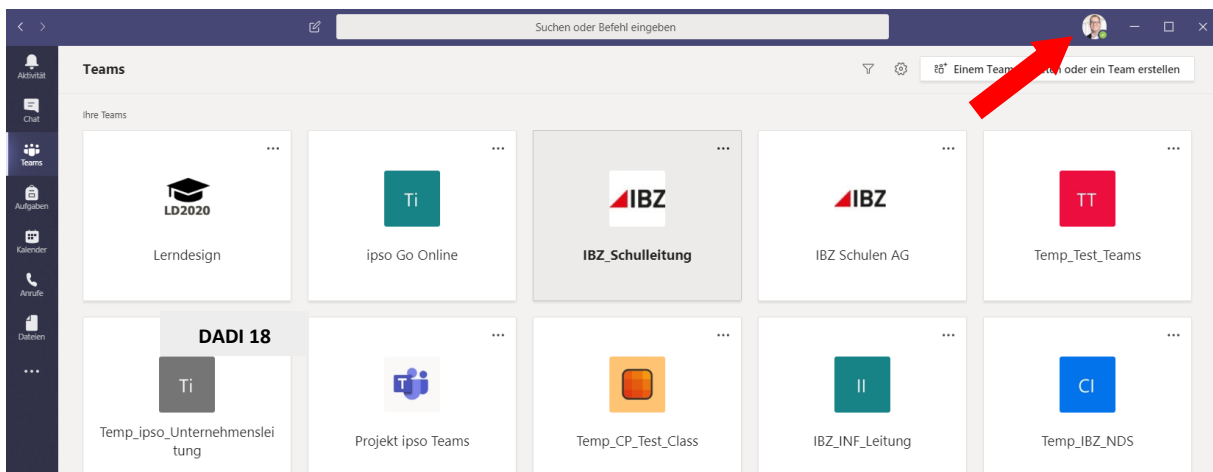 Suchen oder Befehl eingeben
Aktivität
Chat
Teams
Aufgaben
Kalender
Anrufe
Dateien
Teams
Einem Team oder ein Team erstellen
Ihre Teams
LD2020
Lerndesign
Ti
ipso Go Online
IBZ
IBZ_Schulleitung
IBZ
IBZ Schulen AG
TT
Temp_Test_Teams
DADI 18
Ti
Temp_ipso_Unternehmenslei
tung
T
Projekt ipso Teams
Temp_CP_Test_Class
II
IBZ_INF_Leitung
CI
Temp_IBZ_NDS